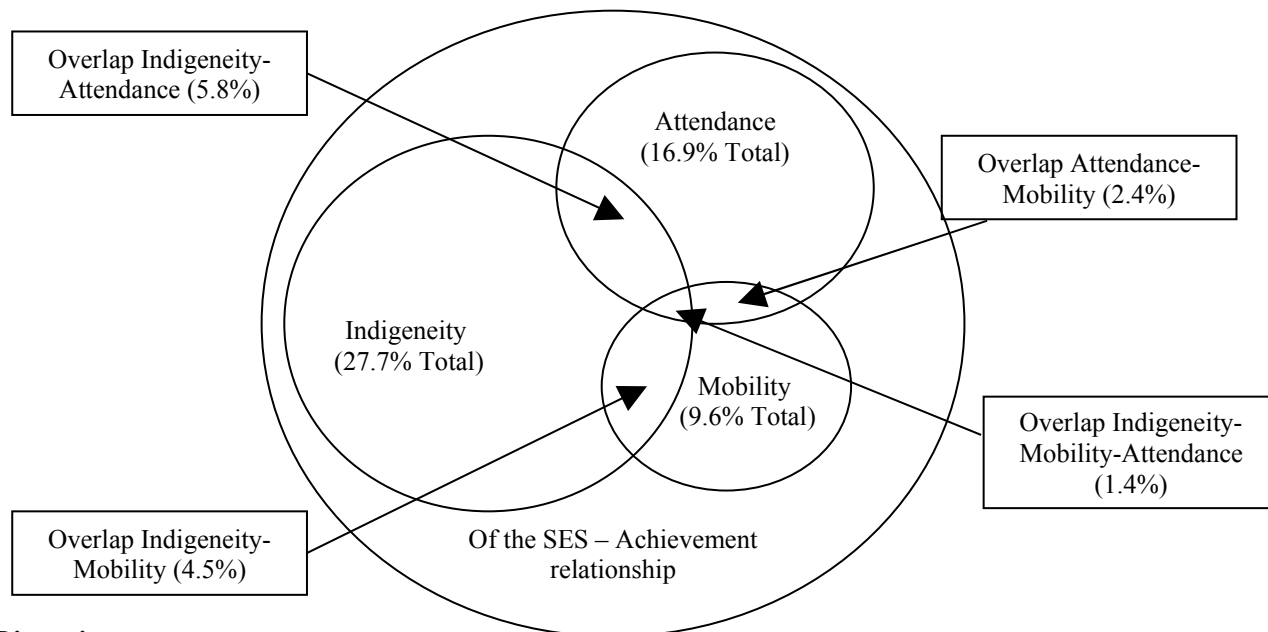 Overlap Indigeneity-
Attendance (5.8%)
Attendance
(16.9% Total)
Overlap Attendance-
Mobility (2.4%)
Indigeneity
(27.7% Total)
Mobility
(9.6% Total)
Overlap Indigeneity-
Mobility-Attendance
(1.4%)
Overlap Indigeneity-
Mobility (4.5%)
Of the SES – Achievement
relationship